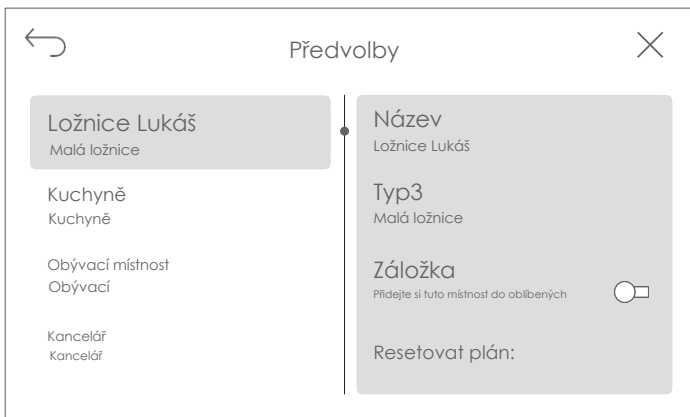 Předvolby
Ložnice Lukáš
Malá ložnice
Kuchyně
Kuchyně
Obývací místnost
Obývací
Kancelář
Kancelář
Název
Ložnice Lukáš
Typ3
Malá ložnice
Záložka
Přidejte si tuto místnost do oblíbených
Resetovat plán: